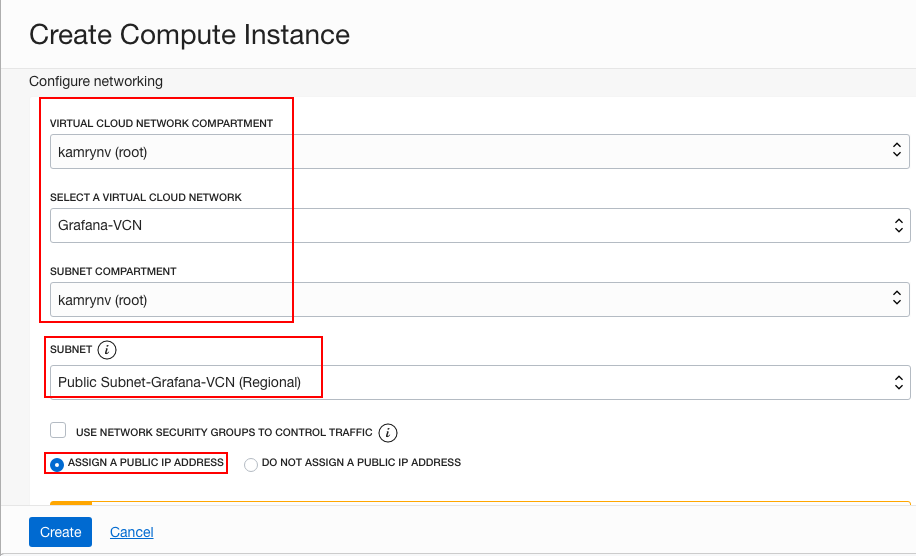 Create Compute Instance
Configure networking
VIRTUAL CLOUD NETWORK COMPARTMENT
kamrynv (root)
SELECT A VIRTUAL CLOUD NETWORK
Grafana-VCN
SUBNET COMPARTMENT
kamrynv (root)
SUBNET i
Public Subnet-Grafana-VCN (Regional)
USE NETWORK SECURITY GROUPS TO CONTROL TRAFFIC i
ASSIGN A PUBLIC IP ADDRESS DO NOT ASSIGN A PUBLIC IP ADDRESS
Create Cancel